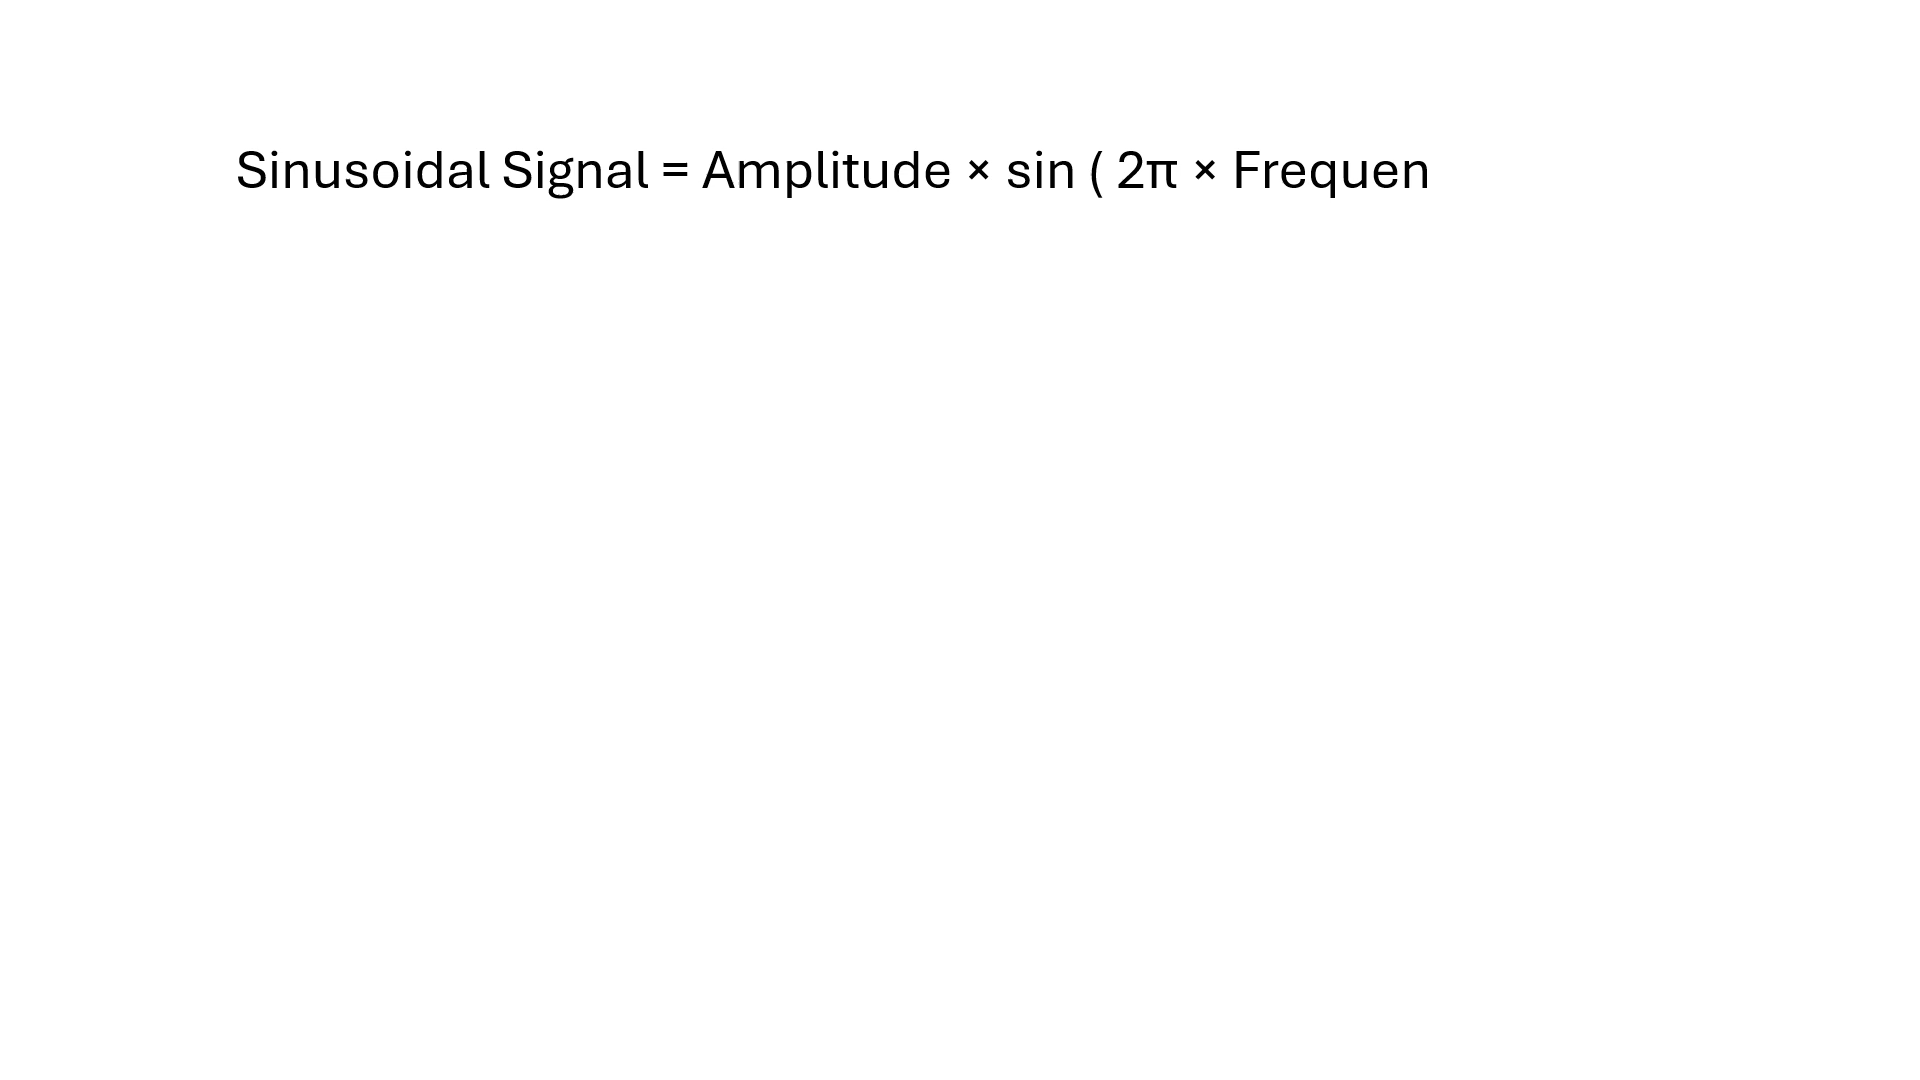 Sinusoidal Signal = Amplitude × sin ( 2π × Frequen